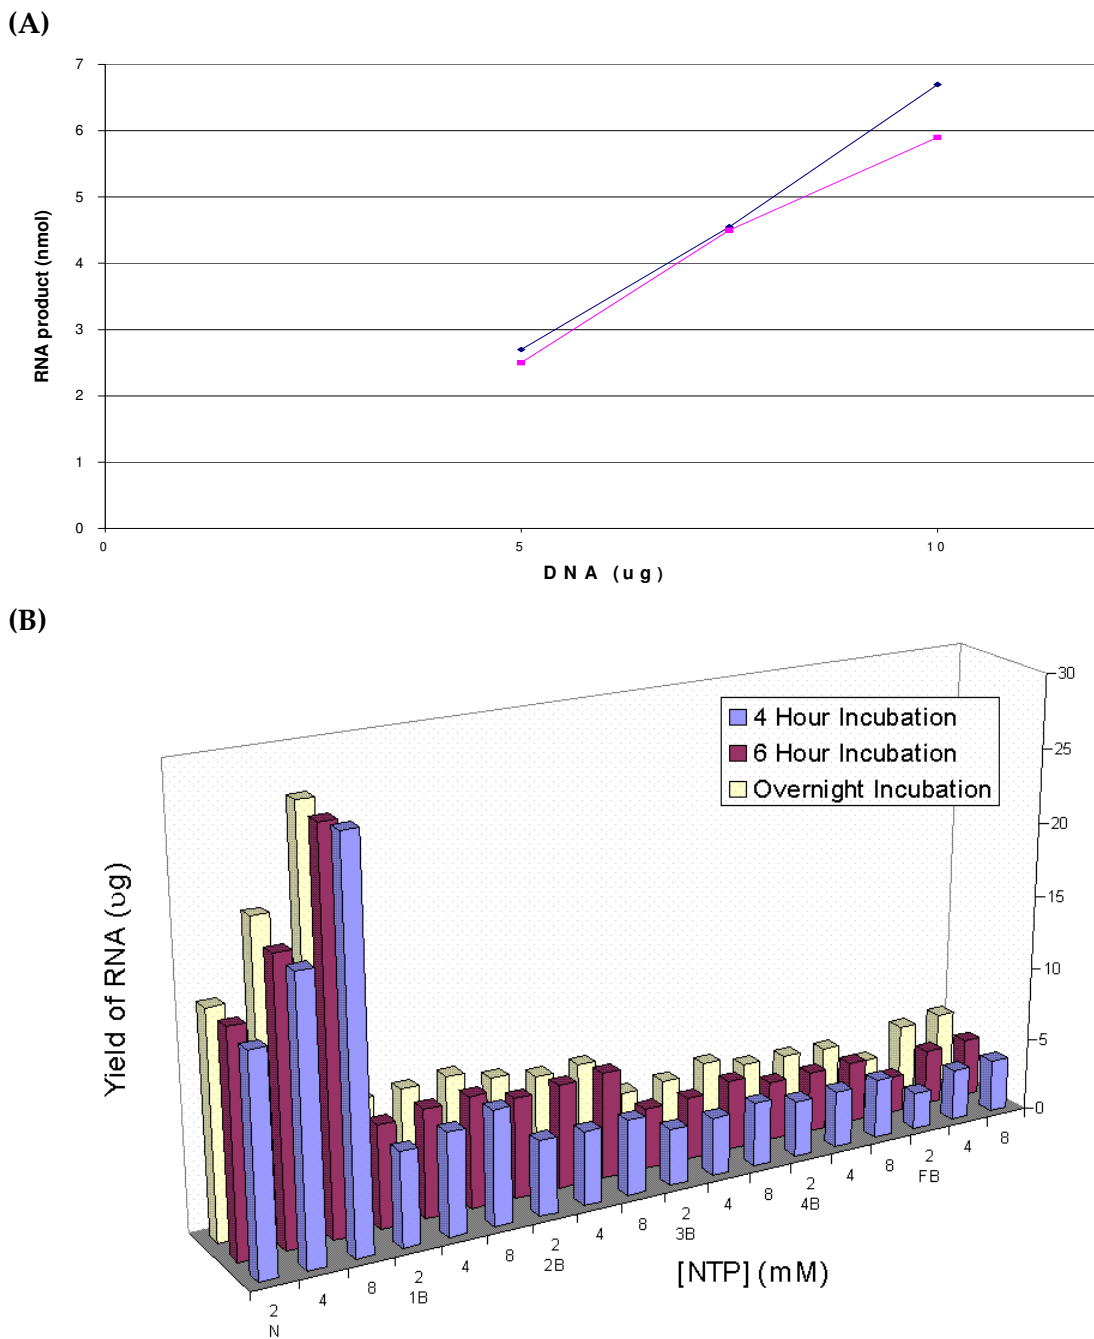 (A)
7
6
5
4
3
2
1
0
RNA product (nmol)
0 5 10
DNA (ug)
(B)
4 Hour Incubation
6 Hour Incubation
Overnight Incubation
30
25
20
15
10
5
0
Yield of RNA (υg)
2 4 8 2 4 8 2 4 8 2 4 8 2 4 8 2 4 8
N 1B 2B 3B 4B FB
[NTP] (mM)